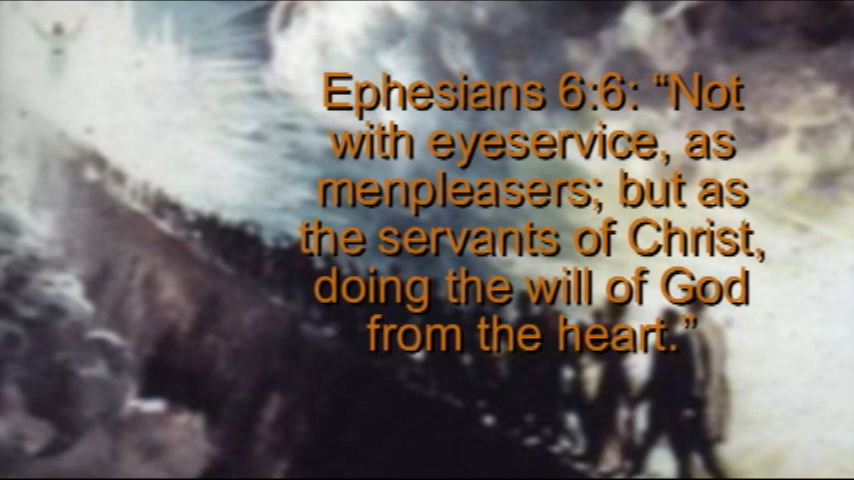 Ephesians 6:6: “Not
with eyeservice, as
menpleasers; but as
the servants of Christ,
doing the will of God
from the heart.”